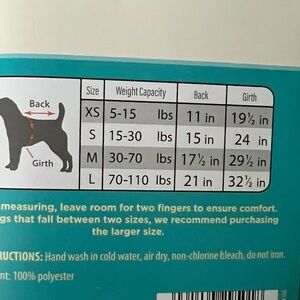 Size Weight Capacity Back Girth
XS 5-15 lbs 11 in 19½ in
S 15-30 lbs 15 in 24 in
M 30-70 lbs 17½ in 29½ in
L 70-110 lbs 21 in 32½ in
Back
Girth
measuring, leave room for two fingers to ensure comfort.
gs that fall between two sizes, we recommend purchasing
the larger size.
RUCTIONS: Hand wash in cold water, air dry, non-chlorine bleach, do not iron.
nt: 100% polyester